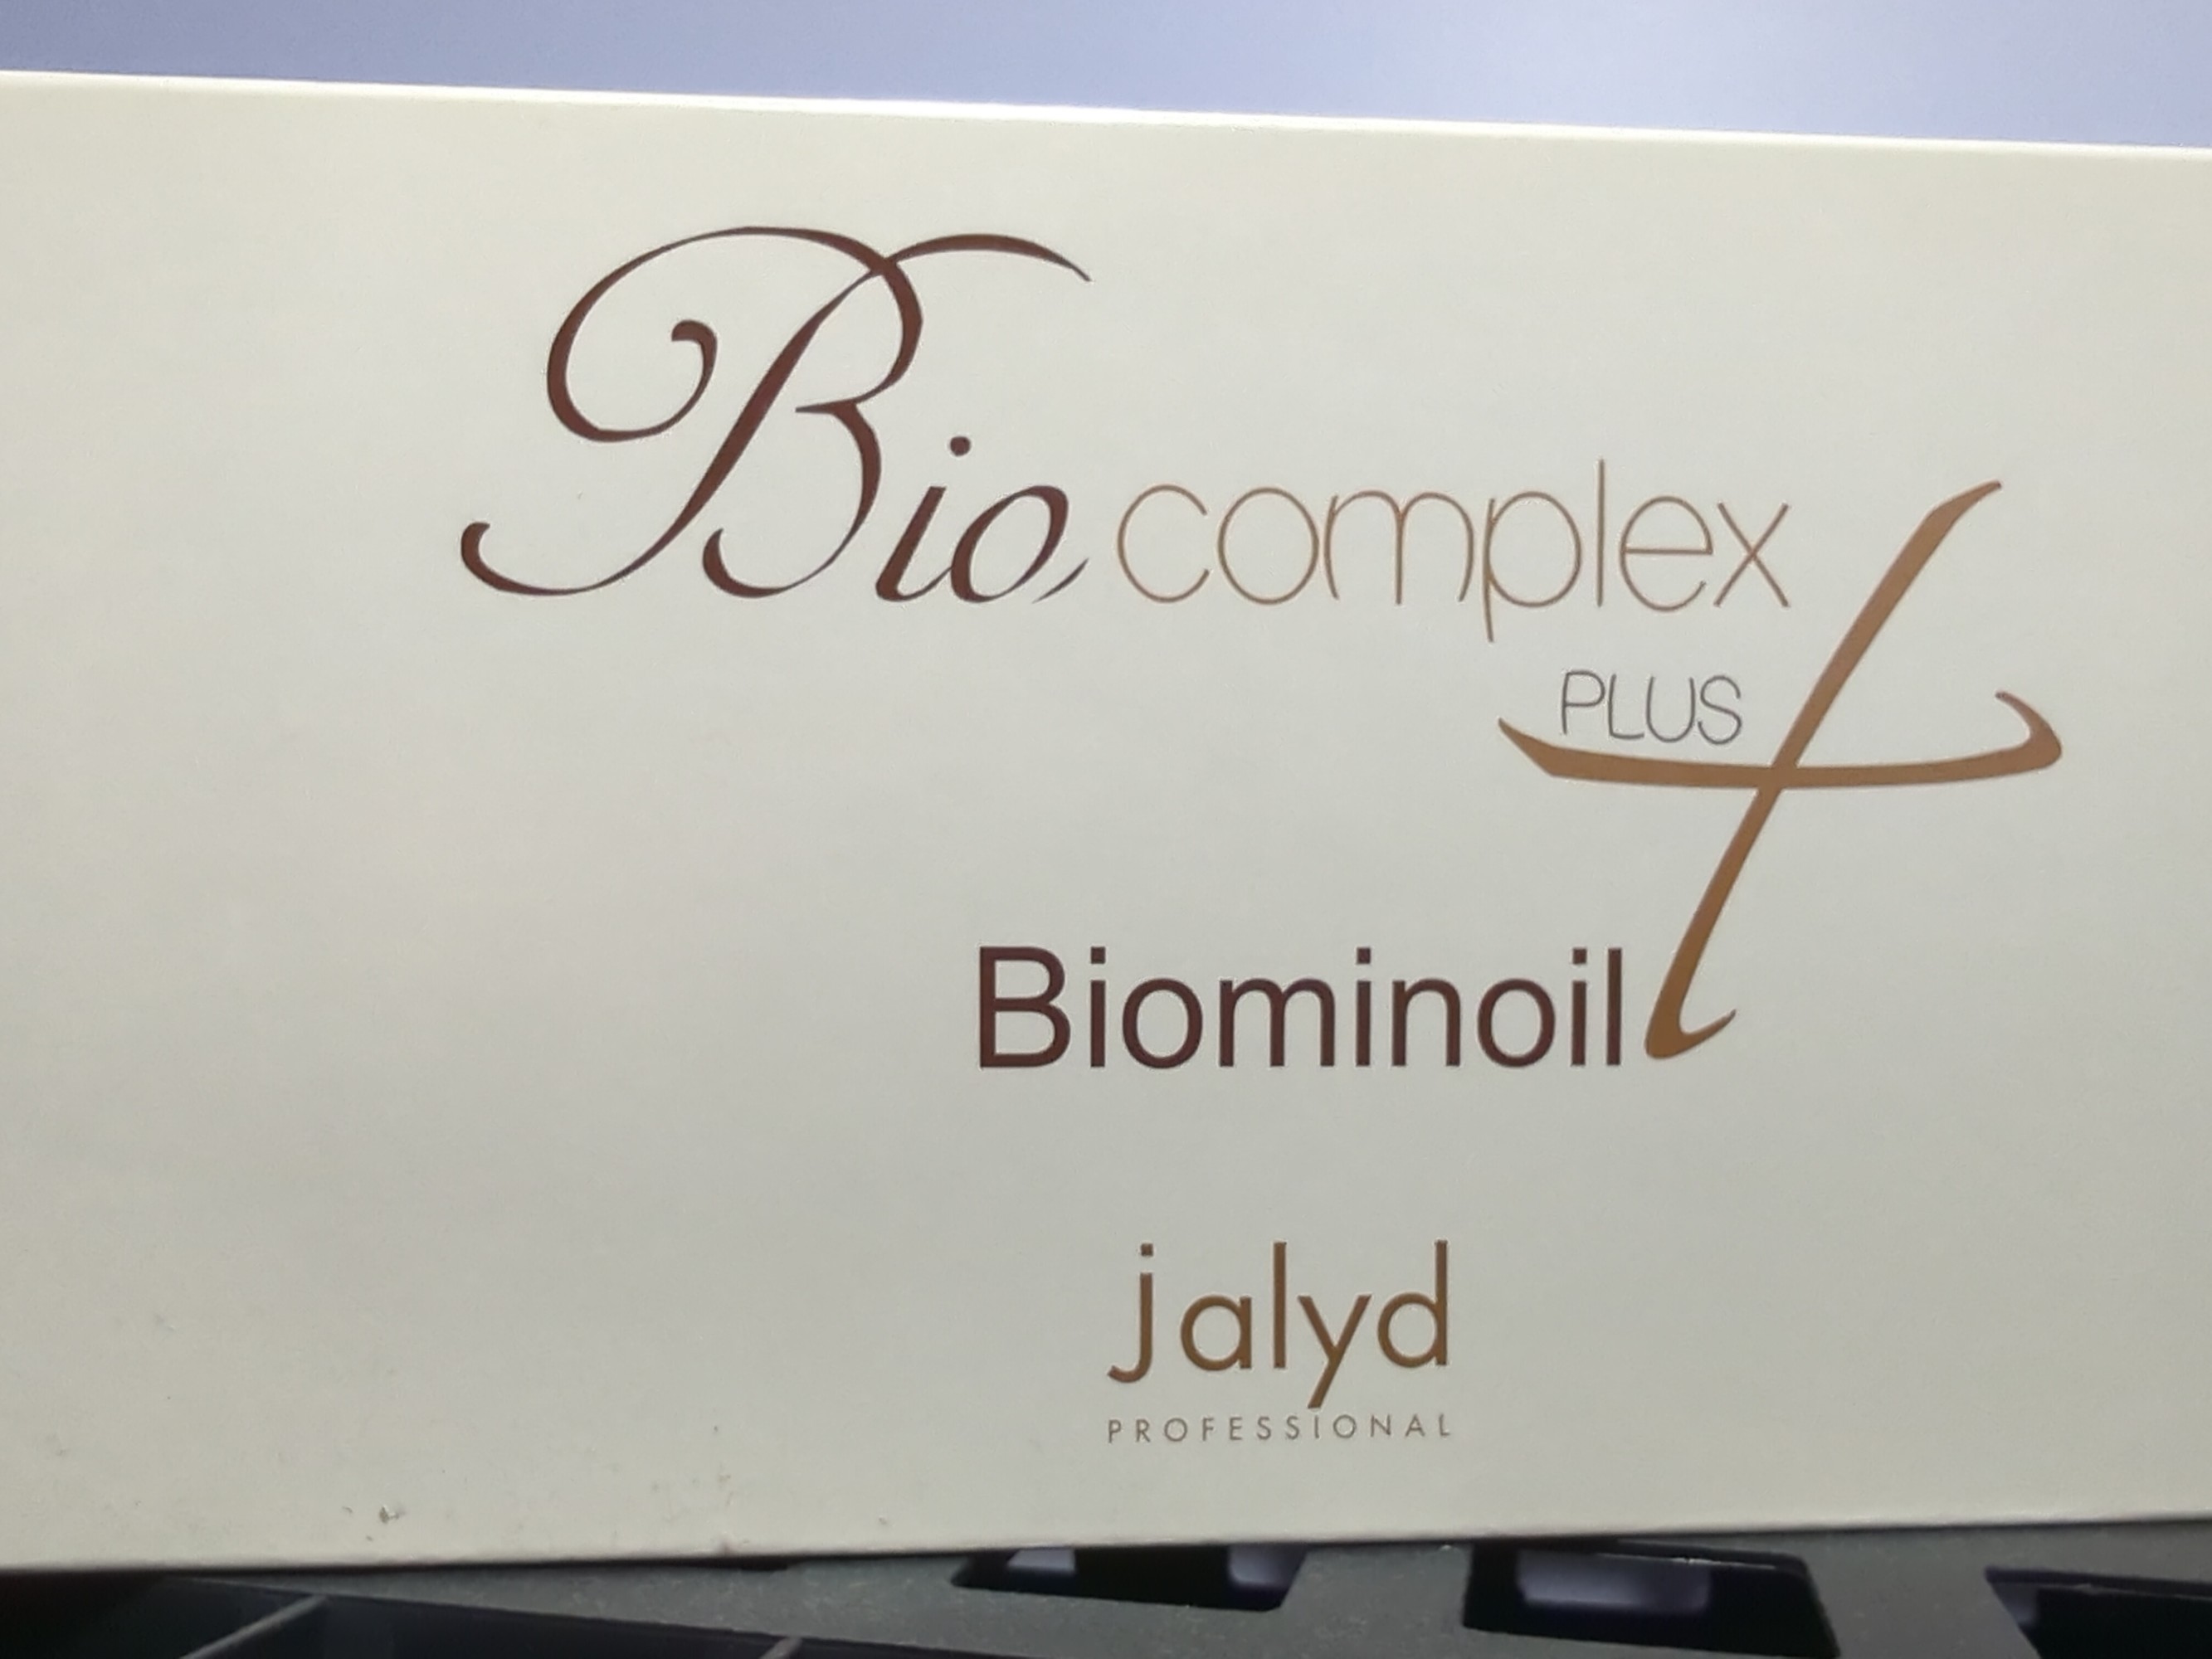 Bio, complex
PLUS
Biominoil
jalyd
PROFESSIONAL